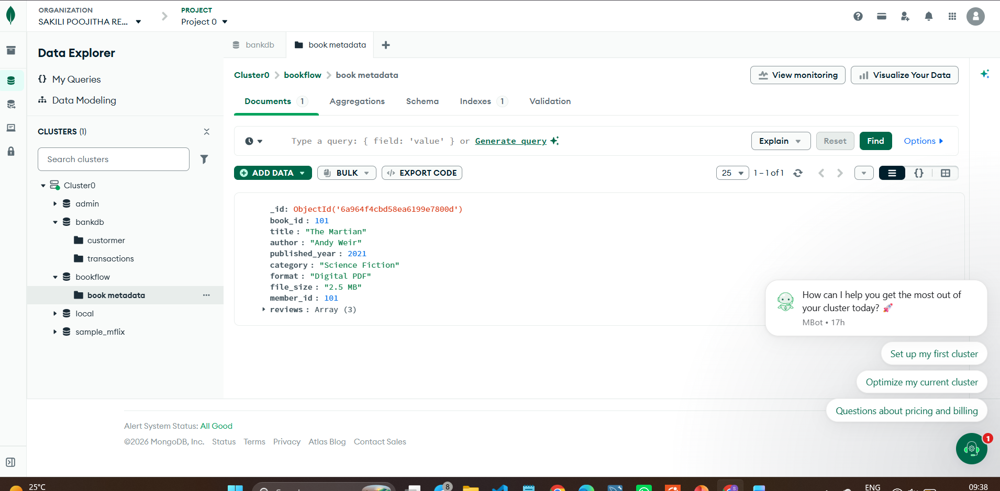 ORGANIZATION
SAKILI POOJITHA RE...
PROJECT
Project 0
Data Explorer
My Queries
Data Modeling
CLUSTERS (1)
Search clusters
Cluster0
admin
bankdb
custormer
transactions
bookflow
book metadata
local
sample_mflix
bankdb
book metadata
Cluster0 > bookflow > book metadata
View monitoring
Visualize Your Data
Documents 1
Aggregations
Schema
Indexes 1
Validation
Type a query: { field: 'value' } or Generate query
Explain
Reset
Find
Options
ADD DATA
BULK
EXPORT CODE
25
1 – 1 of 1
_id: ObjectId('6a964f4cbd58ea6199e7800d')
book_id : 101
title : "The Martian"
author : "Andy Weir"
published_year : 2021
category : "Science Fiction"
format : "Digital PDF"
file_size : "2.5 MB"
member_id : 101
reviews : Array (3)
How can I help you get the most out of
your cluster today? 🚀
MBot • 17h
Set up my first cluster
Optimize my current cluster
Questions about pricing and billing
1
Alert System Status: All Good
©2026 MongoDB, Inc. Status Terms Privacy Atlas Blog Contact Sales
25°C
8
ENG
09:38